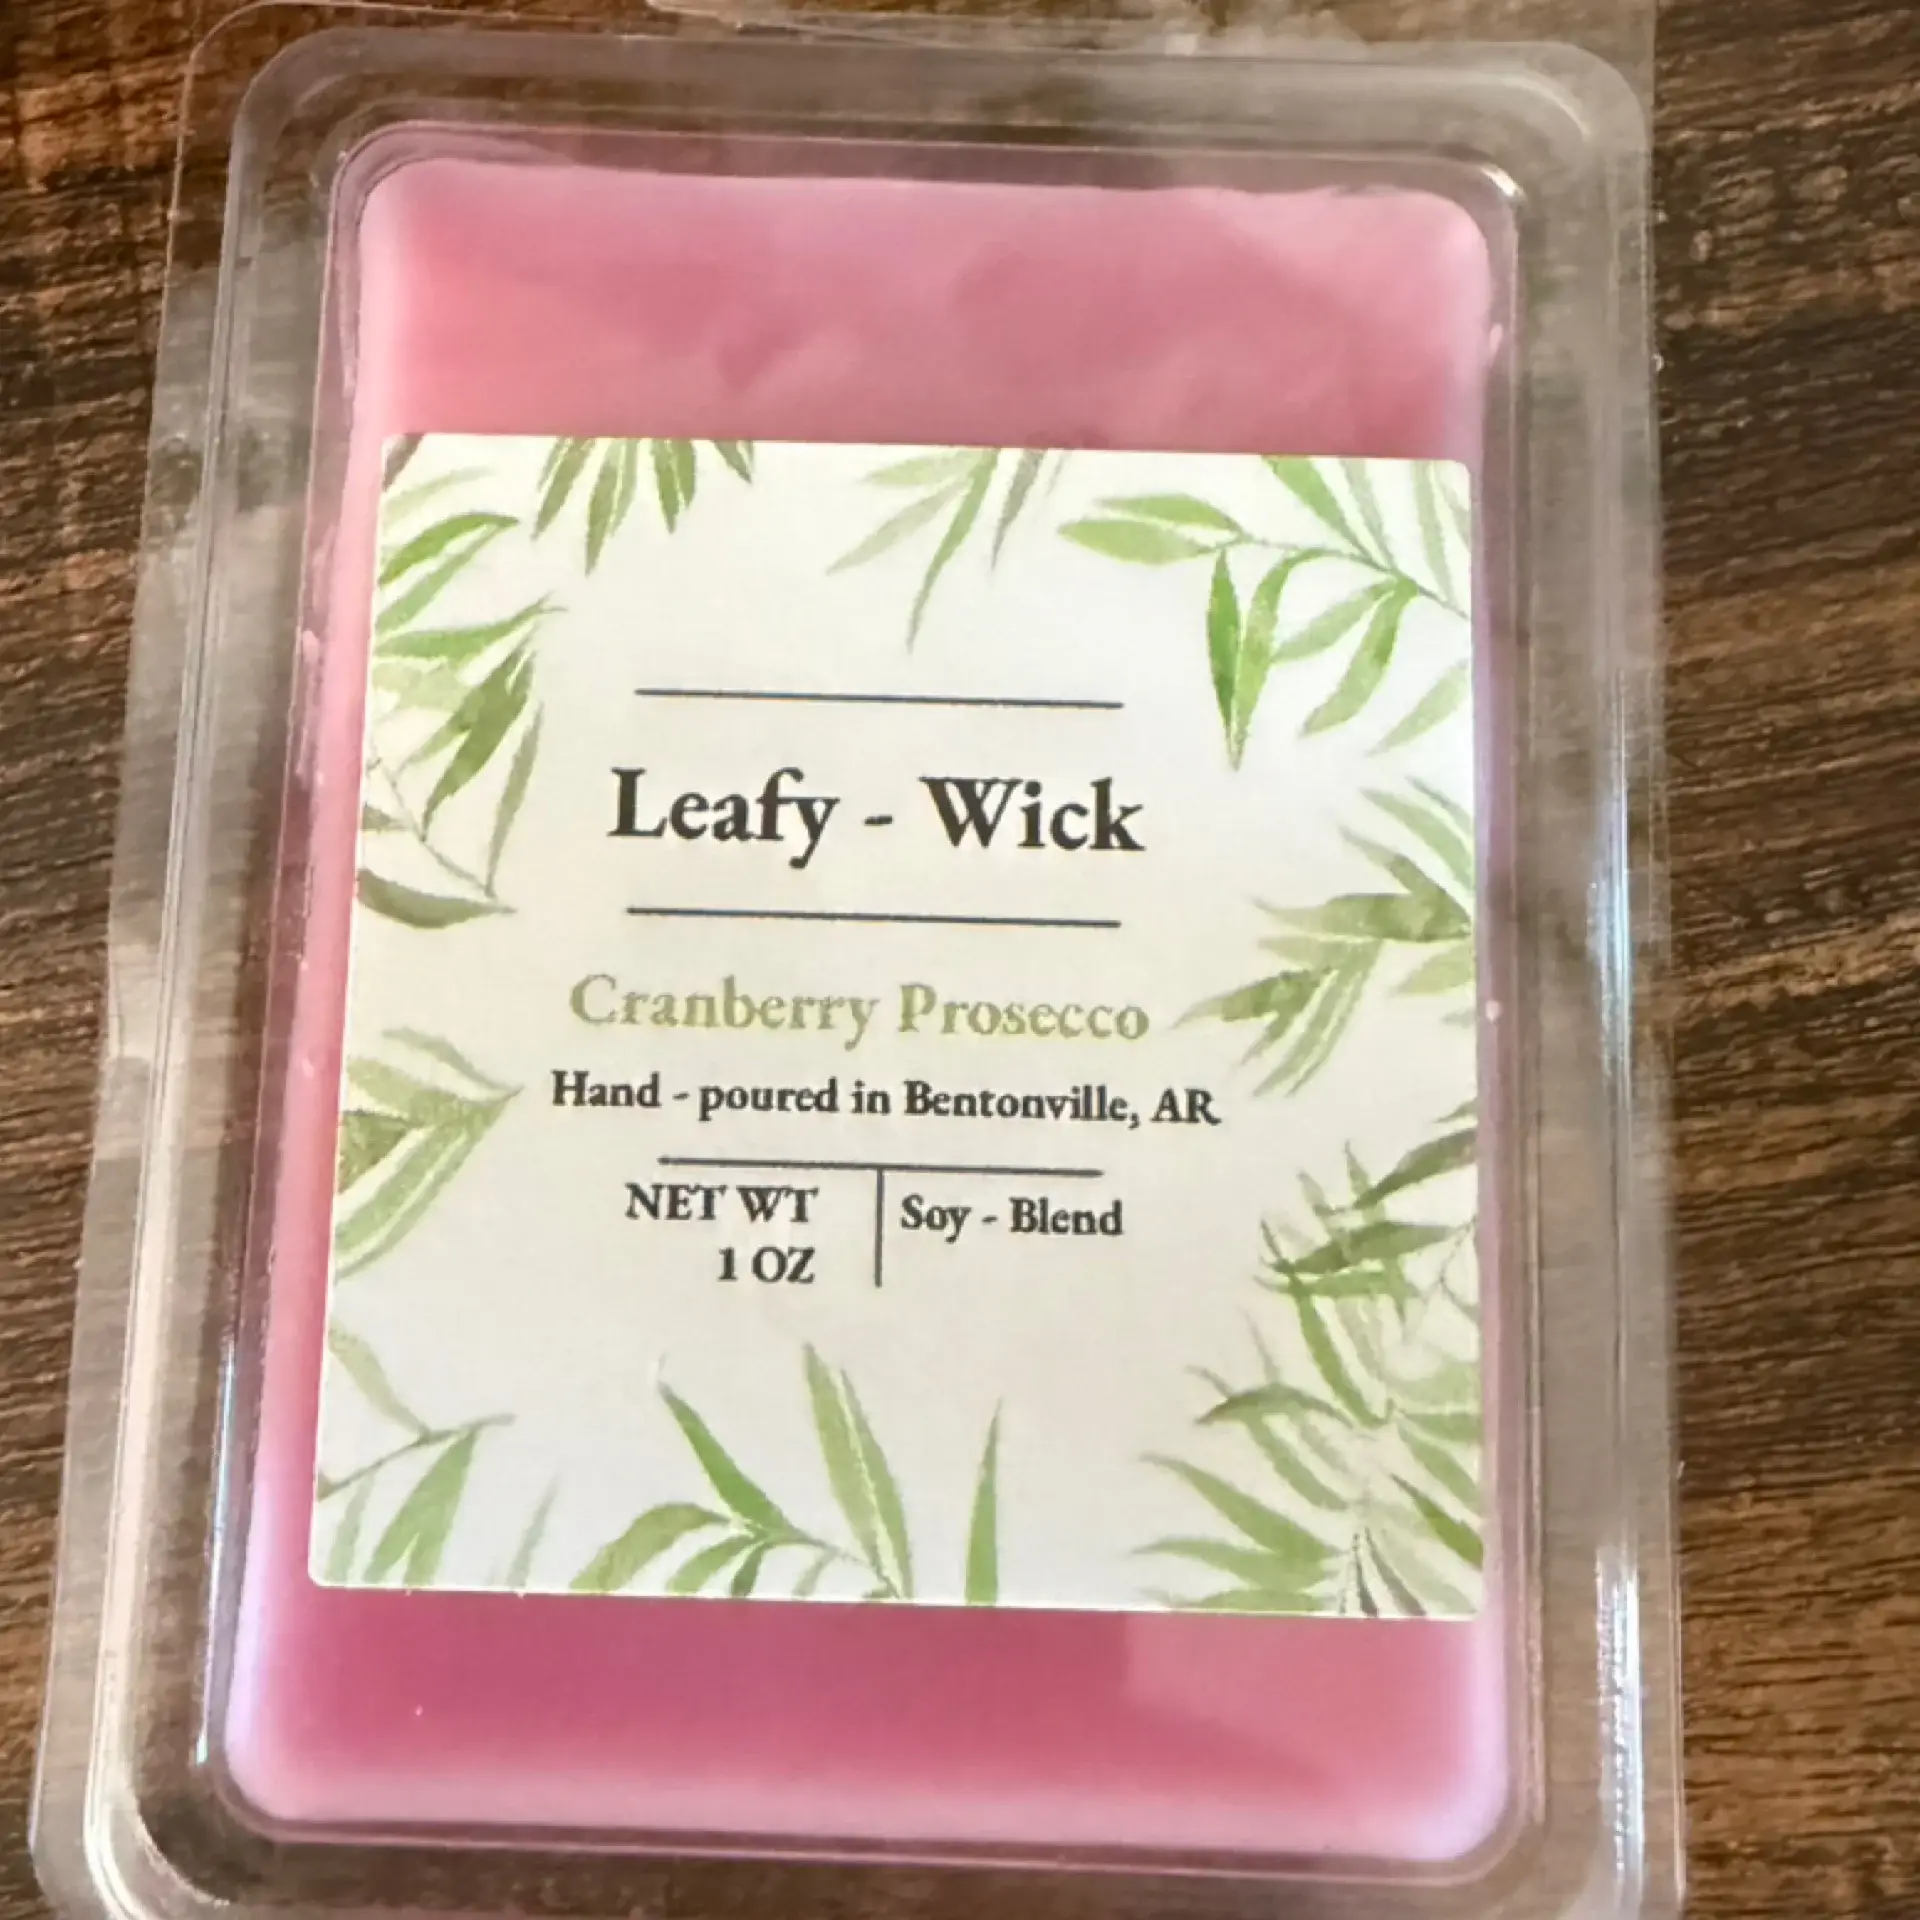 Leafy - Wick
Cranberry Prosecco
Hand - poured in Bentonville, AR
NET WT
1 OZ
Soy - Blend